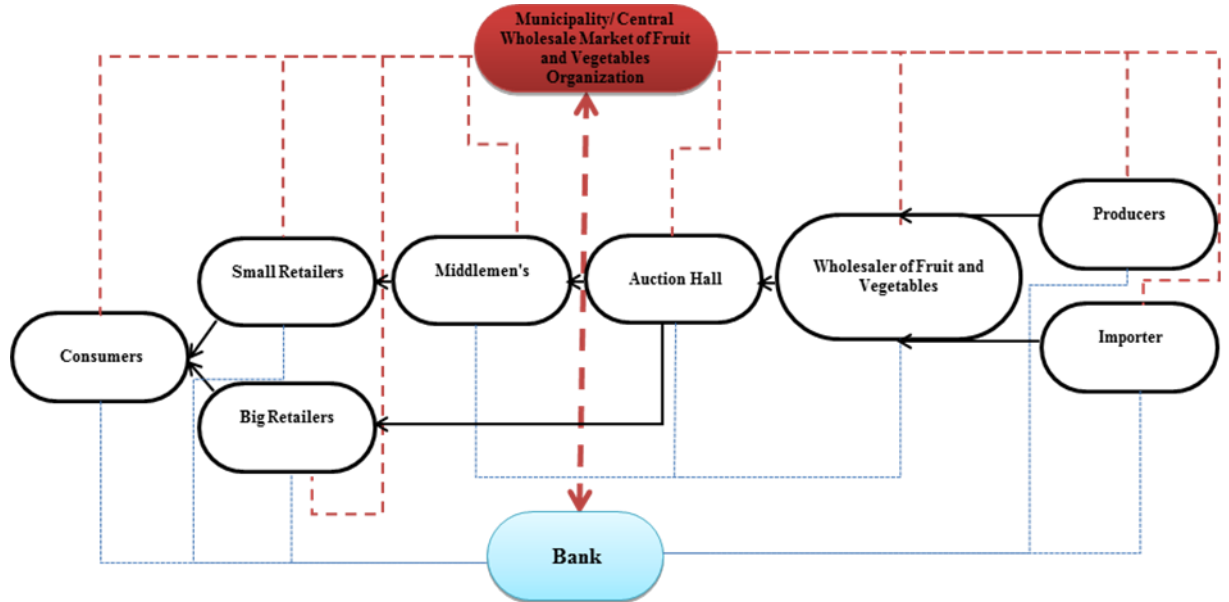 Municipality/ Central
Wholesale Market of Fruit
and Vegetables
Organization
Producers
Small Retailers
Middlemen's
Auction Hall
Wholesaler of Fruit and
Vegetables
Importer
Consumers
Big Retailers
Bank